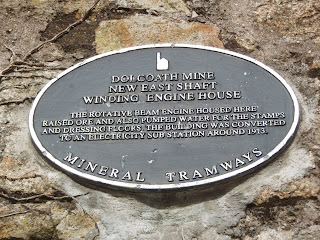 DOLCOATH MINE
NEW EAST SHAFT
WINDING ENGINE HOUSE
THE ROTATIVE BEAM ENGINE HOUSED HERE
RAISED ORE AND ALSO PUMPED WATER FOR THE STAMPS
AND DRESSING FLOORS. THE BUILDING WAS CONVERTED
TO AN ELECTRICITY SUB STATION AROUND 1913.
MINERAL TRAMWAYS